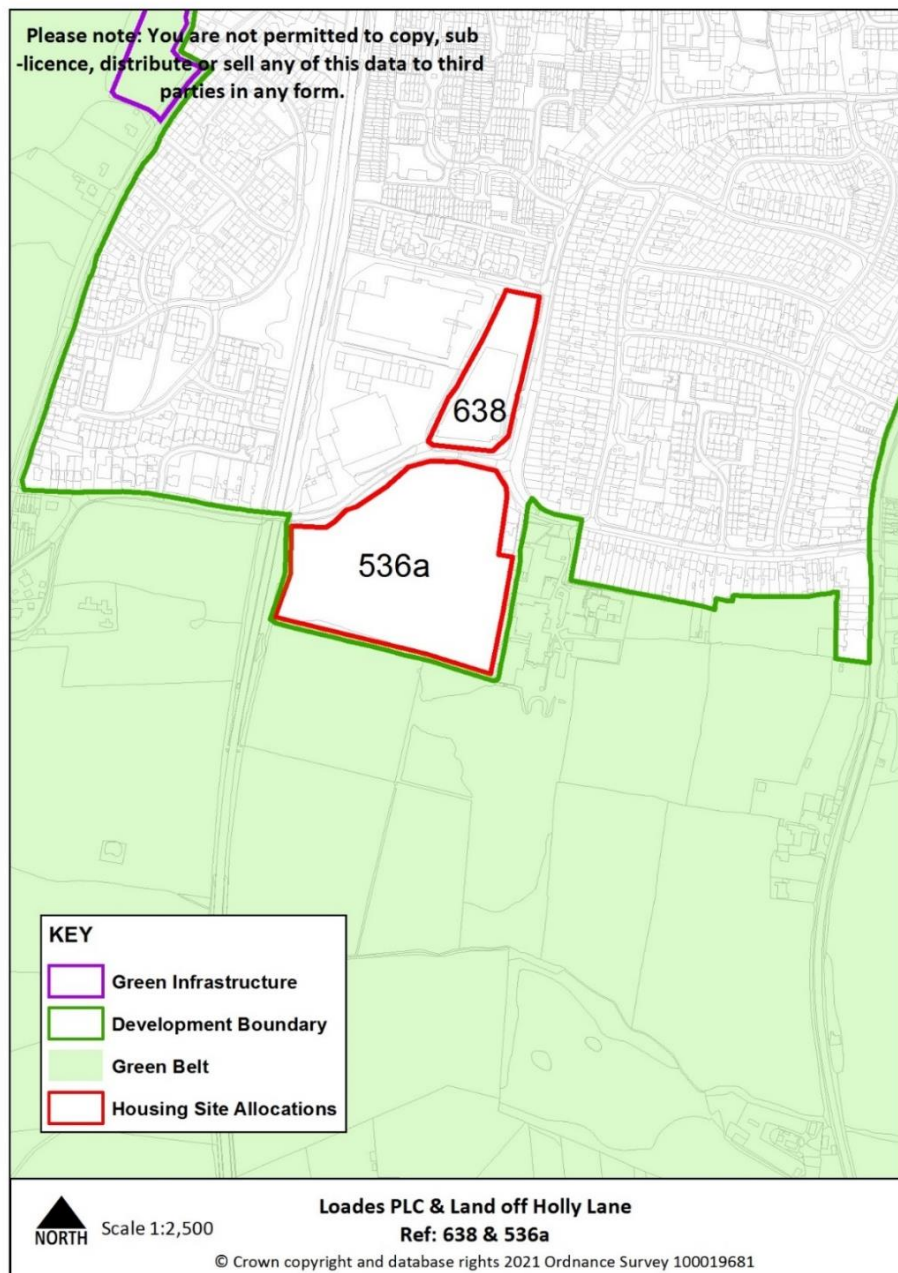 Please note: You are not permitted to copy, sub
-licence, distribute or sell any of this data to third
parties in any form.
638
536a
KEY
Green Infrastructure
Development Boundary
Green Belt
Housing Site Allocations
NORTH
Scale 1:2,500
Loades PLC & Land off Holly Lane
Ref: 638 & 536a
© Crown copyright and database rights 2021 Ordnance Survey 100019681